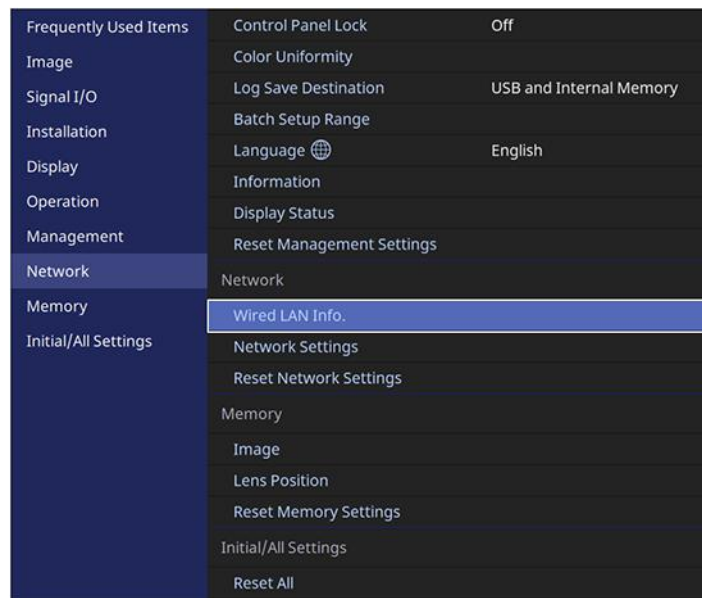 Frequently Used Items
Image
Signal I/O
Installation
Display
Operation
Management
Network
Memory
Initial/All Settings
Control Panel Lock Off
Color Uniformity
Log Save Destination USB and Internal Memory
Batch Setup Range
Language English
Information
Display Status
Reset Management Settings
Network
Wired LAN Info.
Network Settings
Reset Network Settings
Memory
Image
Lens Position
Reset Memory Settings
Initial/All Settings
Reset All